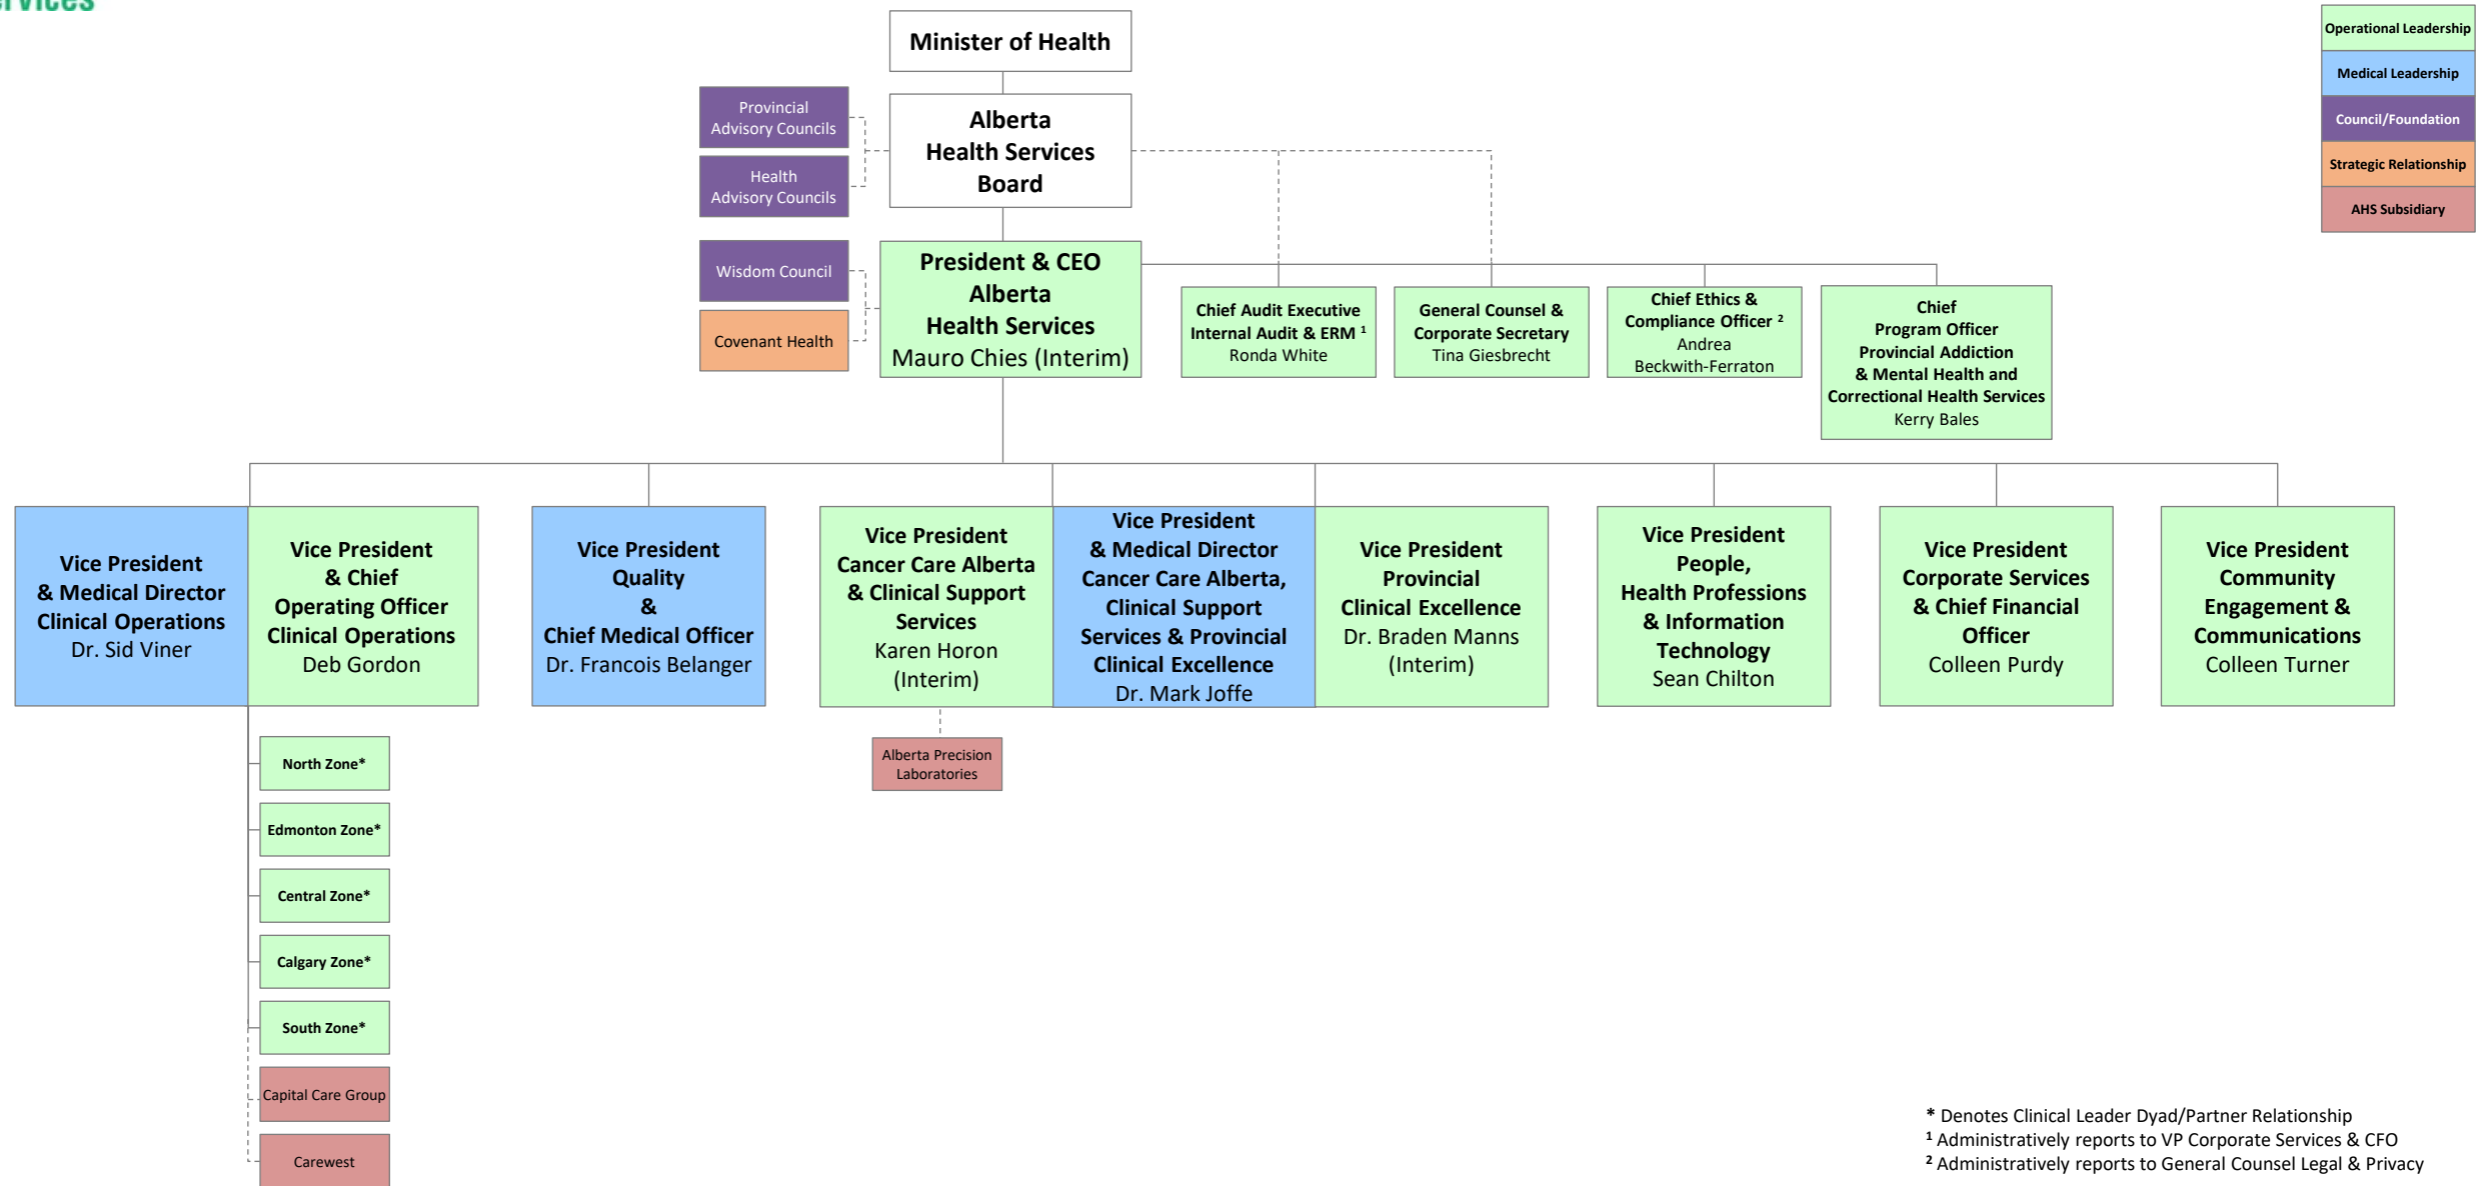 Minister of Health
Alberta
Health Services
Board
Provincial
Advisory Councils
Health
Advisory Councils
Wisdom Council
Covenant Health
President & CEO
Alberta
Health Services
Mauro Chies (Interim)
Chief Audit Executive
Internal Audit & ERM ¹
Ronda White
General Counsel &
Corporate Secretary
Tina Giesbrecht
Chief Ethics &
Compliance Officer ²
Andrea
Beckwith-Ferraton
Chief
Program Officer
Provincial Addiction
& Mental Health and
Correctional Health Services
Kerry Bales
Operational Leadership
Medical Leadership
Council/Foundation
Strategic Relationship
AHS Subsidiary
Vice President
& Medical Director
Clinical Operations
Dr. Sid Viner
Vice President
& Chief
Operating Officer
Clinical Operations
Deb Gordon
Vice President
Quality
&
Chief Medical Officer
Dr. Francois Belanger
Vice President
Cancer Care Alberta
& Clinical Support
Services
Karen Horon
(Interim)
Vice President
& Medical Director
Cancer Care Alberta,
Clinical Support
Services & Provincial
Clinical Excellence
Dr. Mark Joffe
Vice President
Provincial
Clinical Excellence
Dr. Braden Manns
(Interim)
Vice President
People,
Health Professions
& Information
Technology
Sean Chilton
Vice President
Corporate Services
& Chief Financial
Officer
Colleen Purdy
Vice President
Community
Engagement &
Communications
Colleen Turner
North Zone*
Edmonton Zone*
Central Zone*
Calgary Zone*
South Zone*
Capital Care Group
Carewest
Alberta Precision
Laboratories
* Denotes Clinical Leader Dyad/Partner Relationship
¹ Administratively reports to VP Corporate Services & CFO
² Administratively reports to General Counsel Legal & Privacy